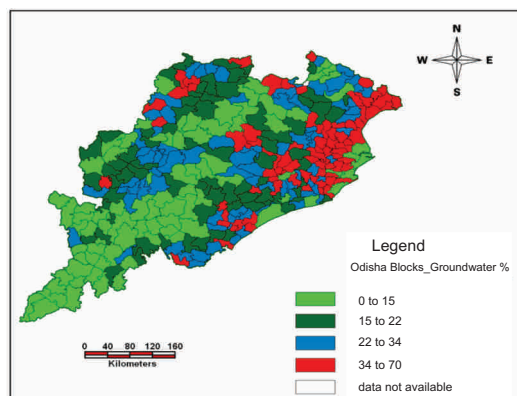 N
W E
S
Legend
Odisha Blocks_Groundwater %
0 to 15
15 to 22
22 to 34
34 to 70
data not available
0 40 80 120 160
Kilometers